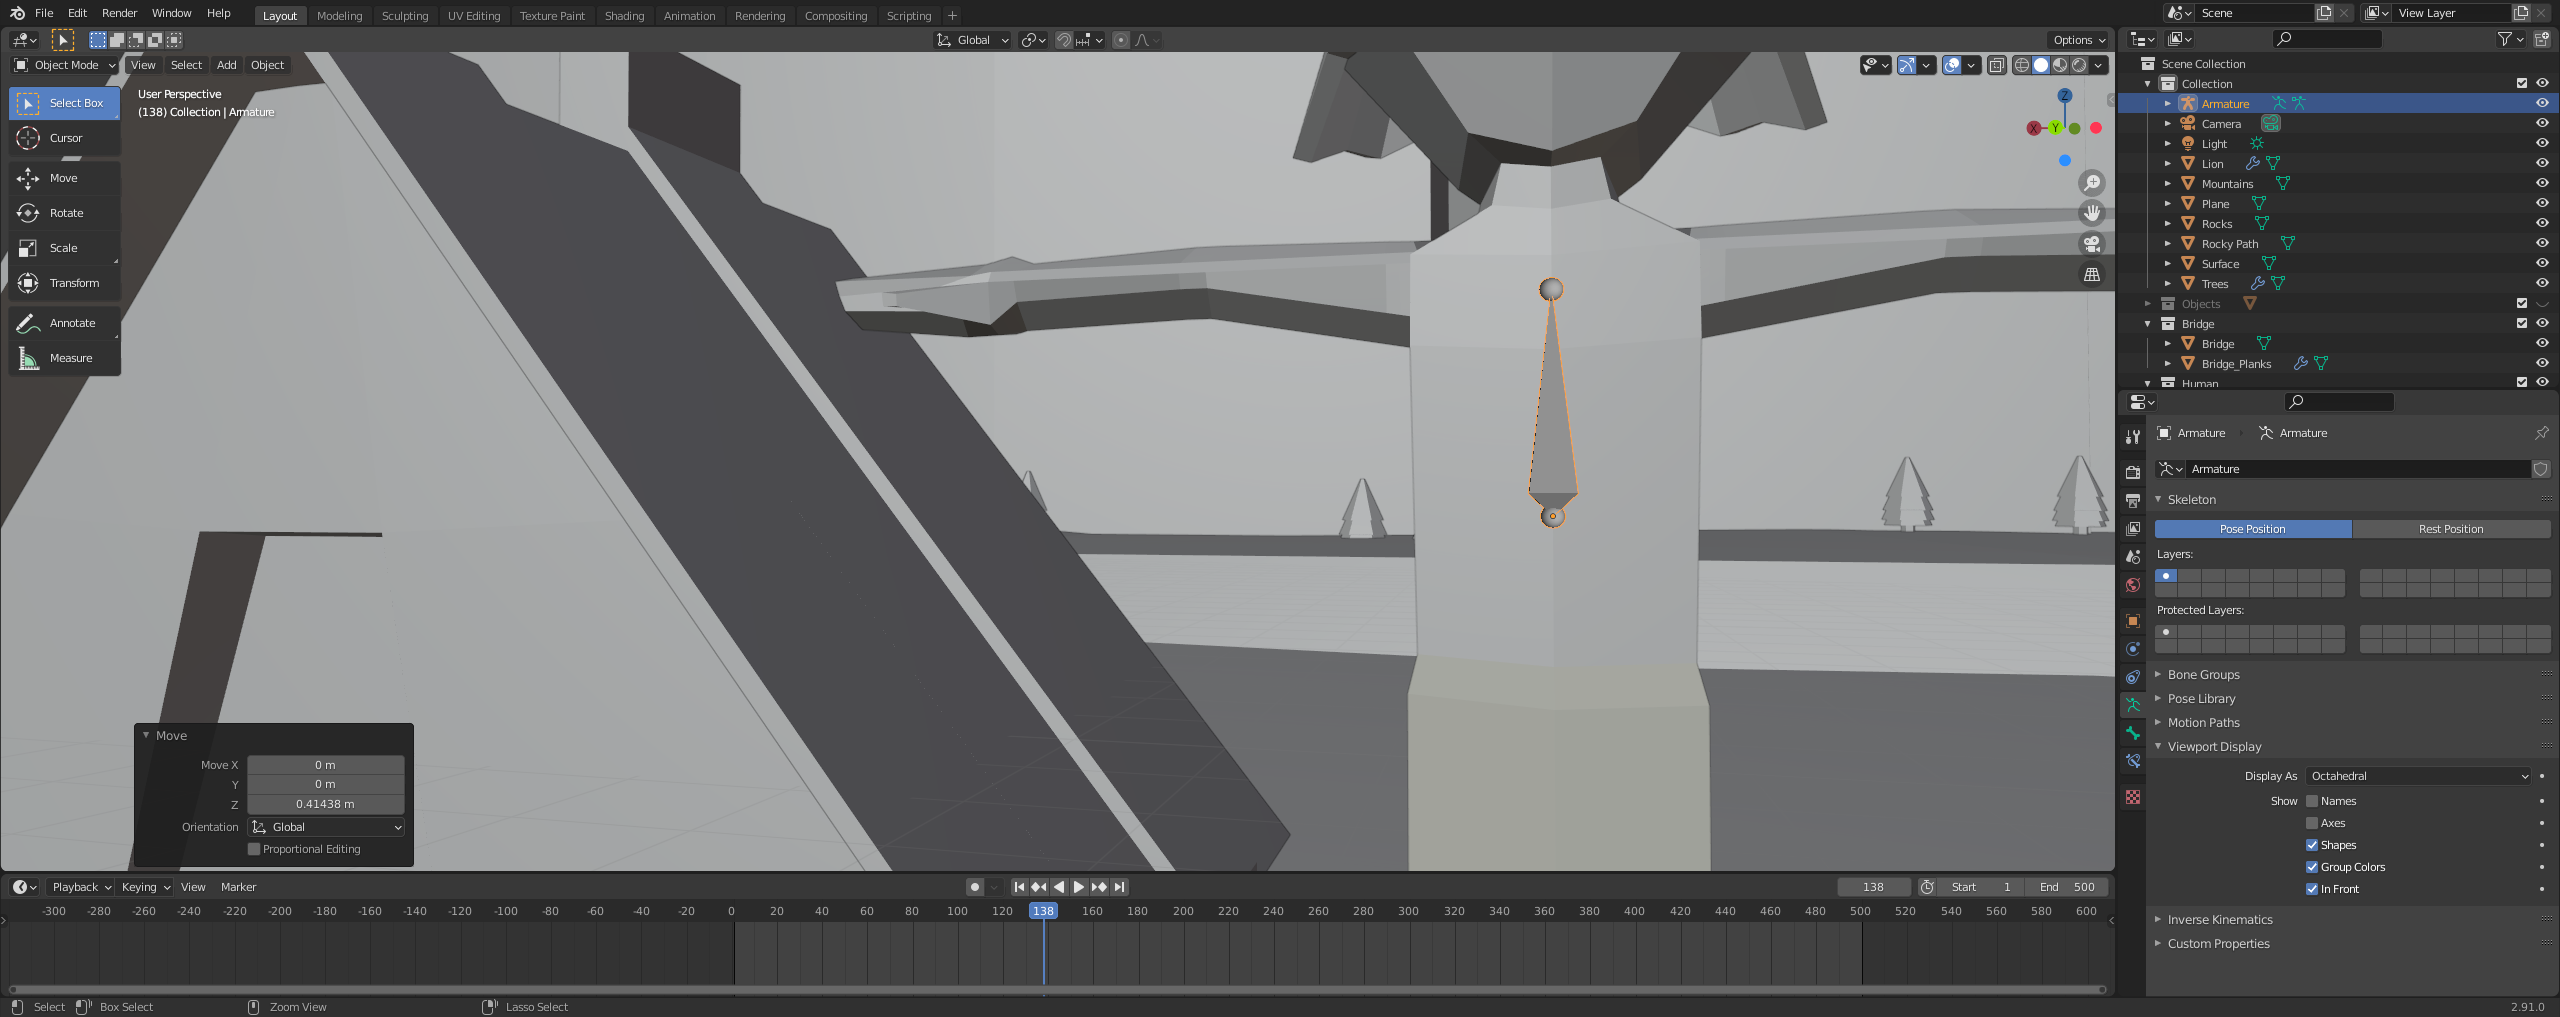 File Edit Render Window Help Layout Modeling Sculpting UV Editing Texture Paint Shading Animation Rendering Compositing Scripting + Scene View Layer
Global Options
Object Mode View Select Add Object
User Perspective
(138) Collection | Armature
Select Box
Cursor
Move
Rotate
Scale
Transform
Annotate
Measure
Z
X Y
Move
Move X 0 m
Y 0 m
Z 0.41438 m
Orientation Global
Proportional Editing
Scene Collection
Collection
Armature
Camera
Light
Lion
Mountains
Plane
Rocks
Rocky Path
Surface
Trees
Objects
Bridge
Bridge
Bridge_Planks
Human
Armature Armature
Armature
Skeleton
Pose Position Rest Position
Layers:
Protected Layers:
Bone Groups
Pose Library
Motion Paths
Viewport Display
Display As Octahedral
Show Names
Axes
Shapes
Group Colors
In Front
Inverse Kinematics
Custom Properties
Playback Keying View Marker 138 Start 1 End 500
-300 -280 -260 -240 -220 -200 -180 -160 -140 -120 -100 -80 -60 -40 -20 0 20 40 60 80 100 120 138 160 180 200 220 240 260 280 300 320 340 360 380 400 420 440 460 480 500 520 540 560 580 600
Select Box Select Zoom View Lasso Select 2.91.0